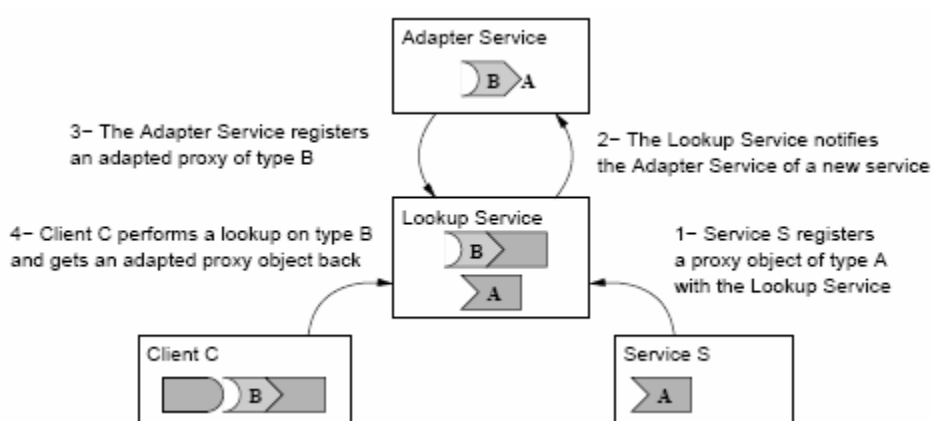 Adapter Service
B A
3− The Adapter Service registers
an adapted proxy of type B
2− The Lookup Service notifies
the Adapter Service of a new service
Lookup Service
B
A
4− Client C performs a lookup on type B
and gets an adapted proxy object back
1− Service S registers
a proxy object of type A
with the Lookup Service
Client C
B
Service S
A